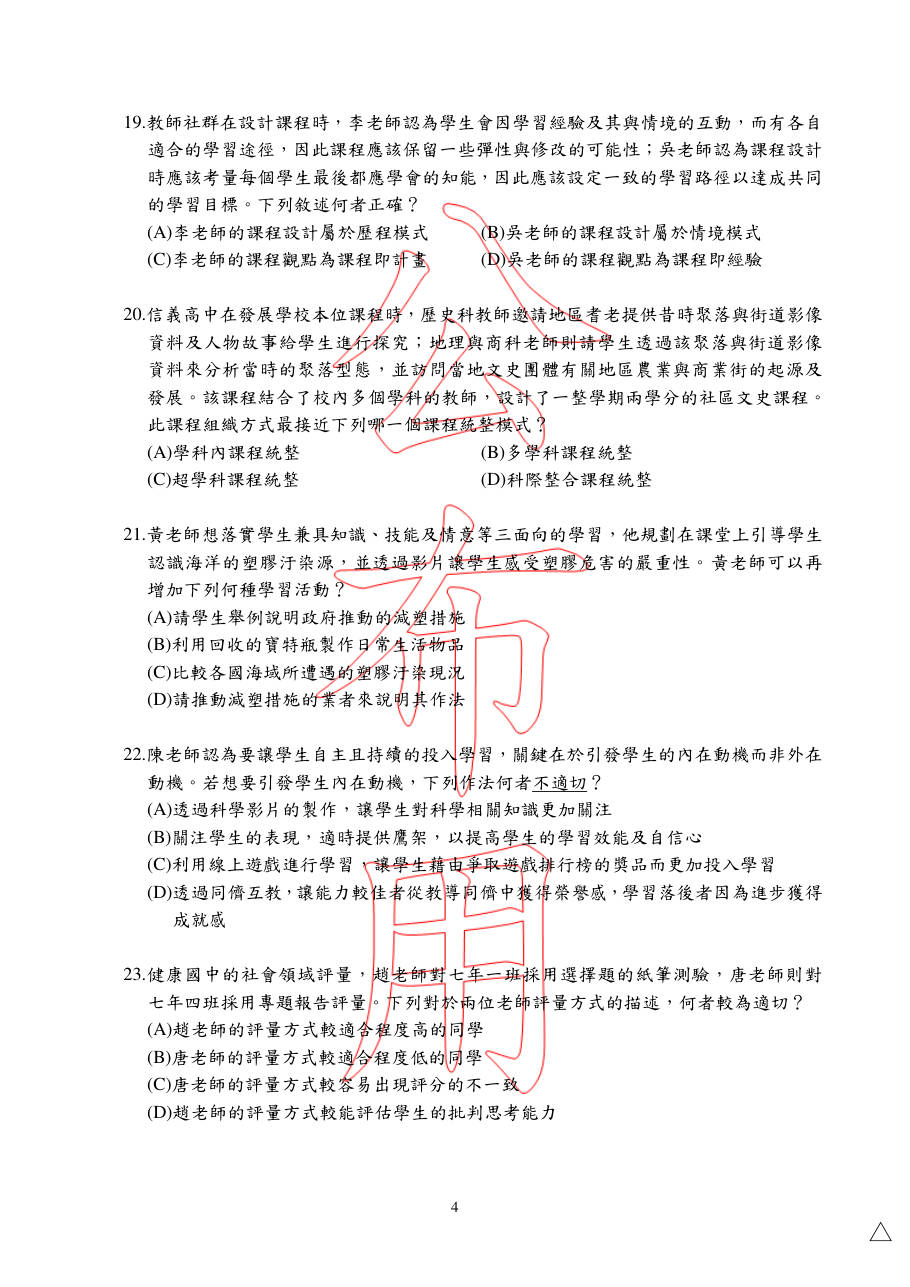 19.教師社群在設計課程時，李老師認為學生會因學習經驗及其與情境的互動，而有各自
適合的學習途徑，因此課程應該保留一些彈性與修改的可能性；吳老師認為課程設計
時應該考量每個學生最後都應學會的知能，因此應該設定一致的學習路徑以達成共同
的學習目標。下列敘述何者正確？
(A)李老師的課程設計屬於歷程模式 (B)吳老師的課程設計屬於情境模式
(C)李老師的課程觀點為課程即計畫 (D)吳老師的課程觀點為課程即經驗
20.信義高中在發展學校本位課程時，歷史科教師邀請地區耆老提供昔時聚落與街道影像
資料及人物故事給學生進行探究；地理與商科老師則請學生透過該聚落與街道影像
資料來分析當時的聚落型態，並訪問當地文史團體有關地區農業與商業街的起源及
發展。該課程結合了校內多個學科的教師，設計了一整學期兩學分的社區文史課程。
此課程組織方式最接近下列哪一個課程統整模式？
(A)學科內課程統整 (B)多學科課程統整
(C)超學科課程統整 (D)科際整合課程統整
21.黃老師想落實學生兼具知識、技能及情意等三面向的學習，他規劃在課堂上引導學生
認識海洋的塑膠汙染源，並透過影片讓學生感受塑膠危害的嚴重性。黃老師可以再
增加下列何種學習活動？
(A)請學生舉例說明政府推動的減塑措施
(B)利用回收的寶特瓶製作日常生活物品
(C)比較各國海域所遭遇的塑膠汙染現況
(D)請推動減塑措施的業者來說明其作法
22.陳老師認為要讓學生自主且持續的投入學習，關鍵在於引發學生的內在動機而非外在
動機。若想要引發學生內在動機，下列作法何者不適切？
(A)透過科學影片的製作，讓學生對科學相關知識更加關注
(B)關注學生的表現，適時提供鷹架，以提高學生的學習效能及自信心
(C)利用線上遊戲進行學習，讓學生藉由爭取遊戲排行榜的獎品而更加投入學習
(D)透過同儕互教，讓能力較佳者從教導同儕中獲得榮譽感，學習落後者因為進步獲得
成就感
23.健康國中的社會領域評量，趙老師對七年一班採用選擇題的紙筆測驗，唐老師則對
七年四班採用專題報告評量。下列對於兩位老師評量方式的描述，何者較為適切？
(A)趙老師的評量方式較適合程度高的同學
(B)唐老師的評量方式較適合程度低的同學
(C)唐老師的評量方式較容易出現評分的不一致
(D)趙老師的評量方式較能評估學生的批判思考能力
公布用
4